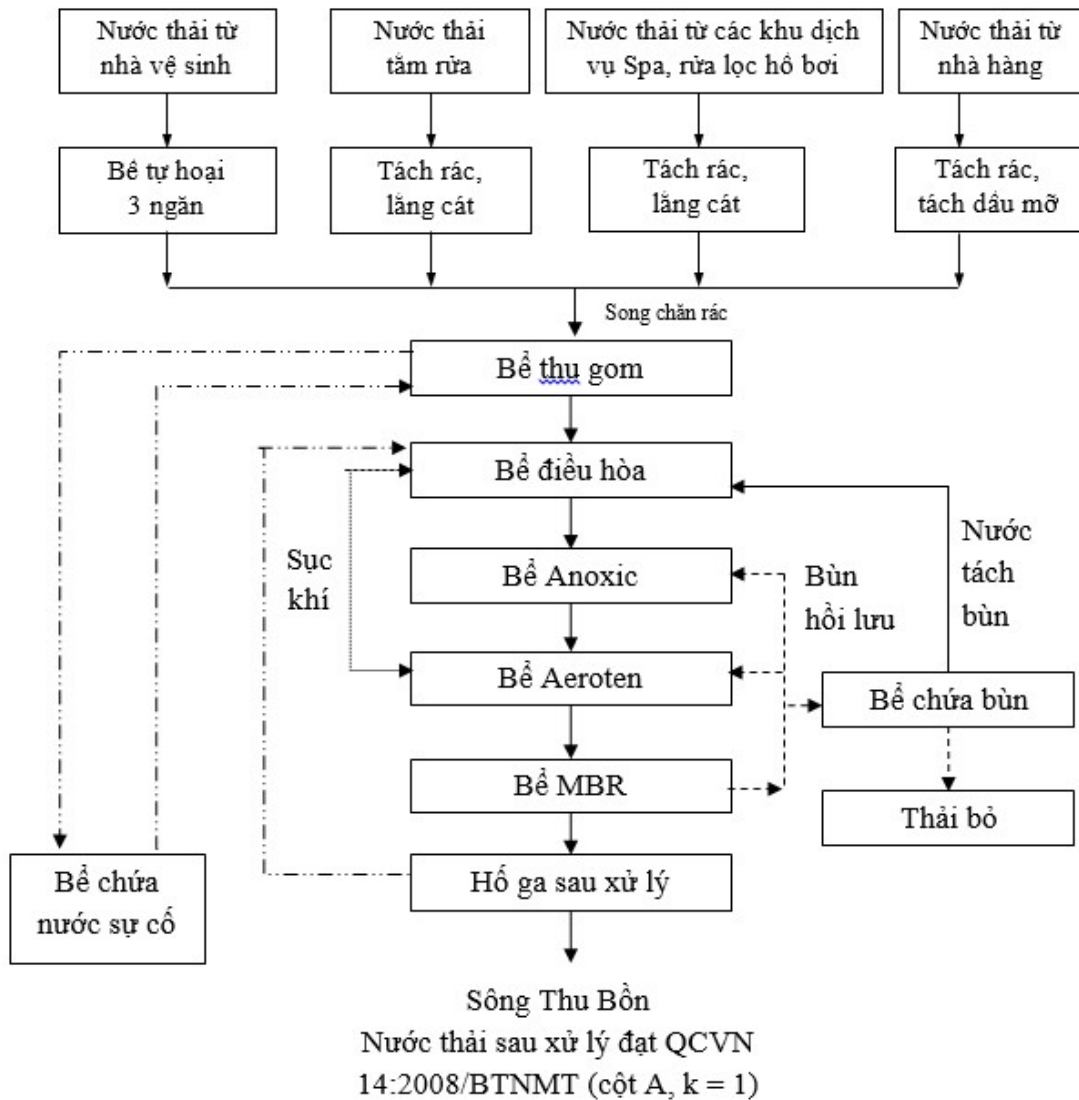 Nước thải từ
nhà vệ sinh
Nước thải
tắm rửa
Nước thải từ các khu dịch
vụ Spa, rửa lọc hồ bơi
Nước thải từ
nhà hàng
Bể tự hoại
3 ngăn
Tách rác,
lắng cát
Tách rác,
lắng cát
Tách rác,
tách dầu mỡ
Song chắn rác
Bể thu gom
Bể điều hòa
Sục
khí
Bể Anoxic
Bùn
hồi lưu
Nước
tách
bùn
Bể Aeroten
Bể chứa bùn
Bể MBR
Thải bỏ
Bể chứa
nước sự cố
Hố ga sau xử lý
Sông Thu Bồn
Nước thải sau xử lý đạt QCVN
14:2008/BTNMT (cột A, k = 1)